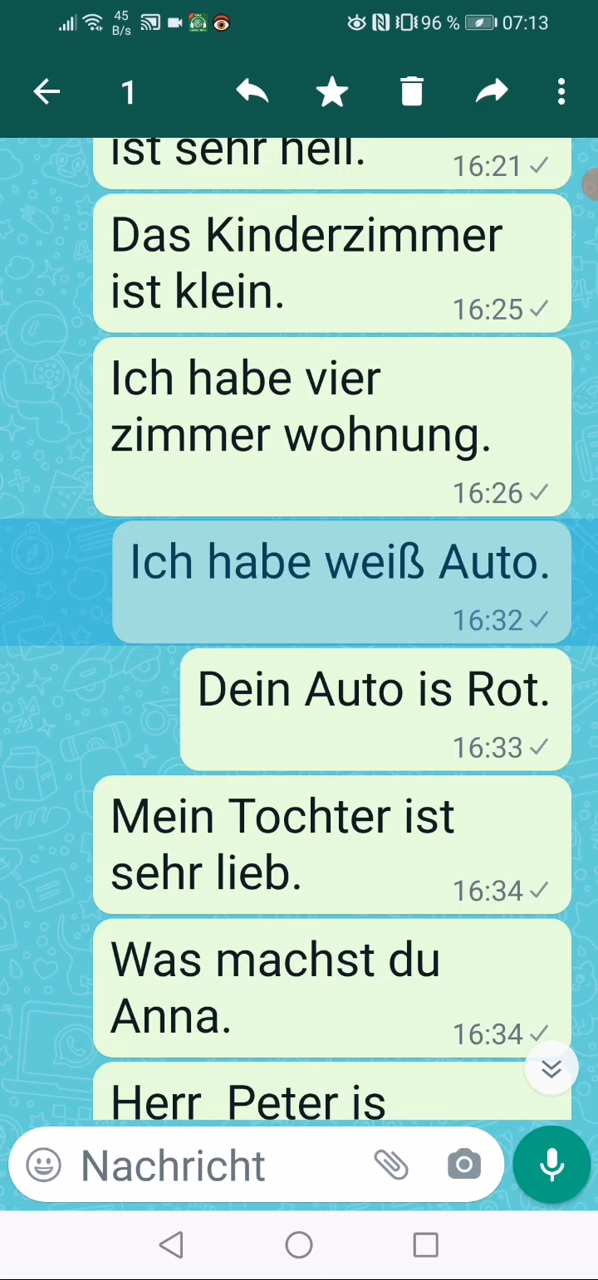 45
B/s
96 %
07:13
1
ist sehr hell.
16:21
Das Kinderzimmer
ist klein.
16:25
Ich habe vier
zimmer wohnung.
16:26
Ich habe weiß Auto.
16:32
Dein Auto is Rot.
16:33
Mein Tochter ist
sehr lieb.
16:34
Was machst du
Anna.
16:34
Herr Peter is
Nachricht